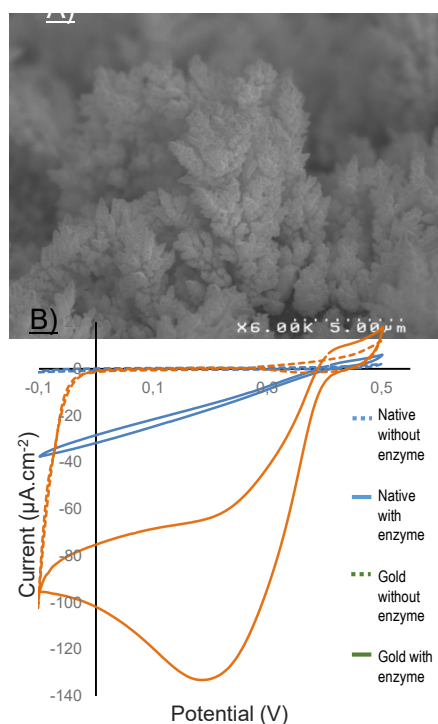 A)
X6.00K 5.00µm
B)
-0,1
0,1
0,3
0,5
-20
-40
-60
-80
-100
-120
-140
Current (µA.cm-2)
Potential (V)
Native
without
enzyme
Native
with
enzyme
Gold
without
enzyme
Gold with
enzyme